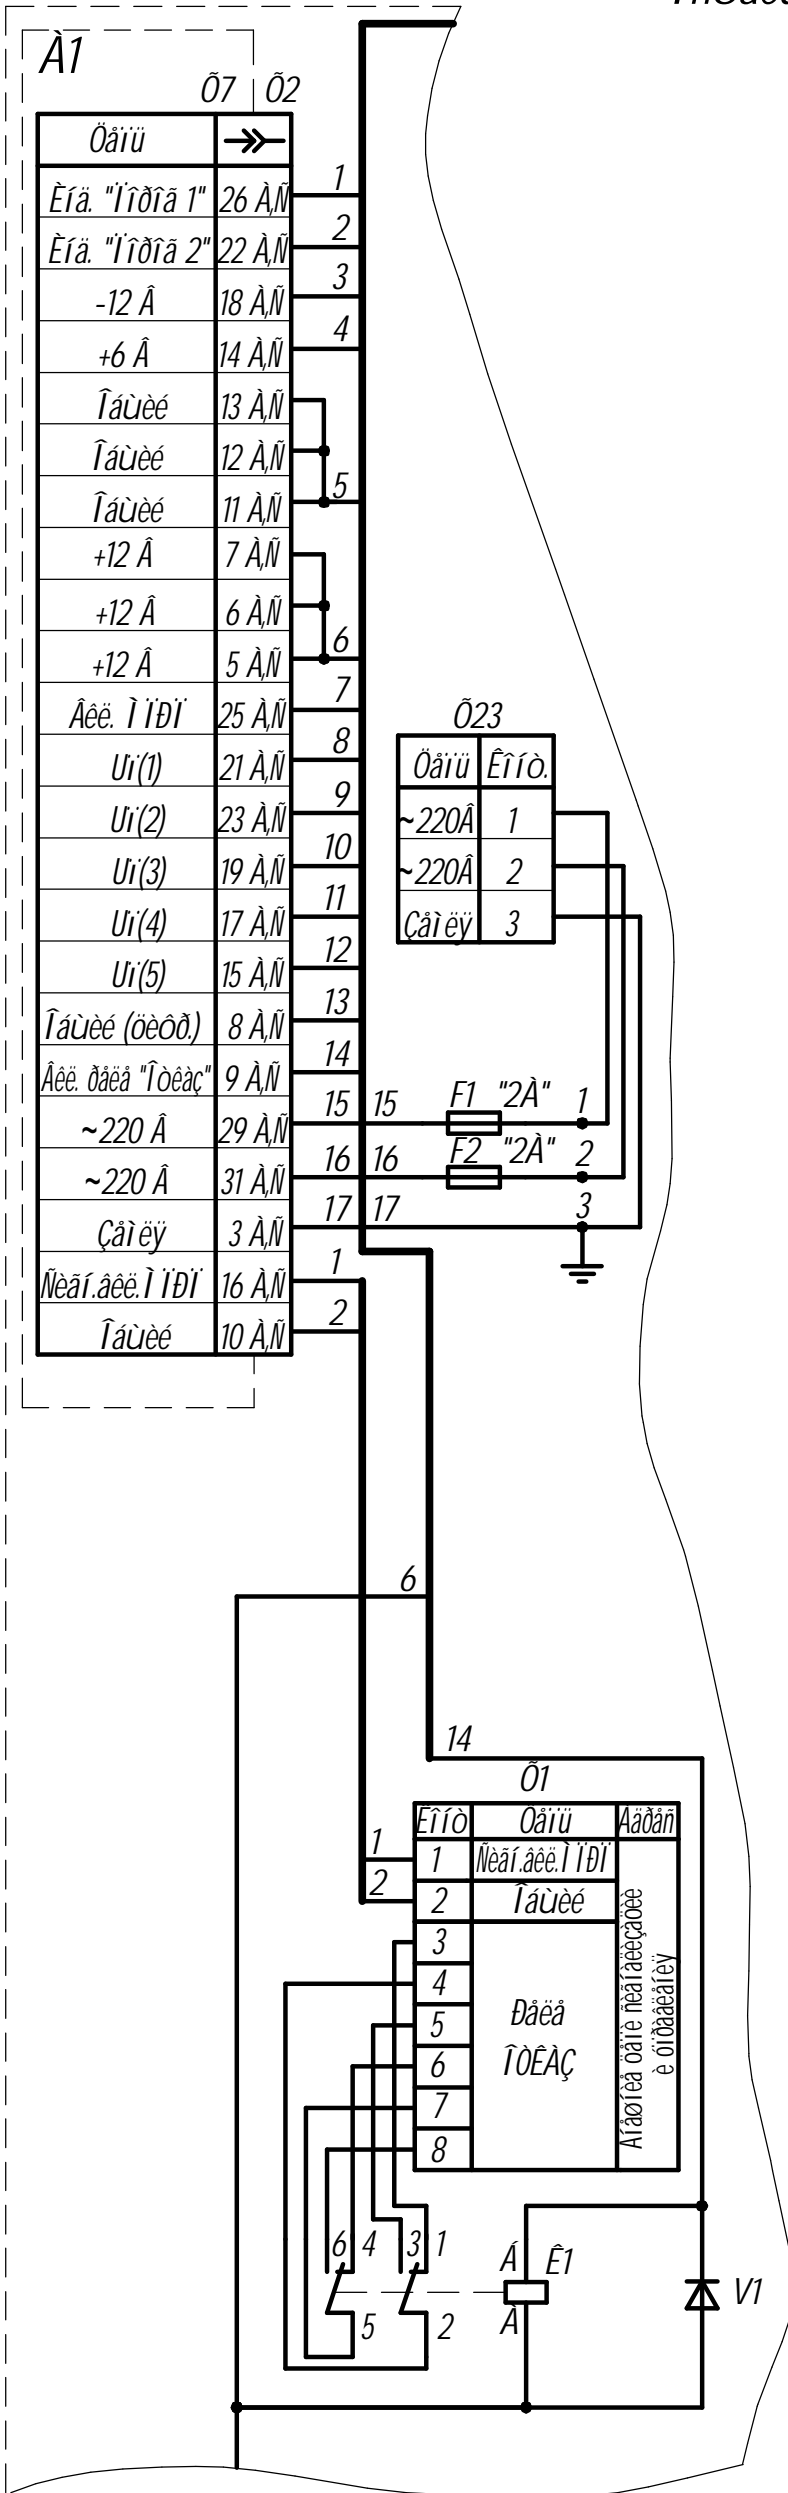 À1
Õ7 Õ2
Öåïü
Èíä. "Ïîðîã 1" 26 À,Ñ 1
Èíä. "Ïîðîã 2" 22 À,Ñ 2
-12 Â 18 À,Ñ 3
+6 Â 14 À,Ñ 4
Îáùèé 13 À,Ñ
Îáùèé 12 À,Ñ
Îáùèé 11 À,Ñ 5
+12 Â 7 À,Ñ
+12 Â 6 À,Ñ
+12 Â 5 À,Ñ 6
Âêë. ÌÏÐÏ 25 À,Ñ 7
Uï(1) 21 À,Ñ 8
Uï(2) 23 À,Ñ 9
Uï(3) 19 À,Ñ 10
Uï(4) 17 À,Ñ 11
Uï(5) 15 À,Ñ 12
Îáùèé (öèôð.) 8 À,Ñ 13
Âêë. ðåëå "Îòêàç" 9 À,Ñ 14
~220 Â 29 À,Ñ 15 15 F1 "2À" 1
~220 Â 31 À,Ñ 16 16 F2 "2À" 2
Çåìëÿ 3 À,Ñ 17 17 3
Ñèãí.âêë.ÌÏÐÏ 16 À,Ñ 1
Îáùèé 10 À,Ñ 2
Õ23
Öåïü Êîíò.
~220Â 1
~220Â 2
Çåìëÿ 3
6
14
Õ1
Êîíò Öåïü Àäðåñ
1 1 Ñèãí.âêë.ÌÏÐÏ
2 2 Îáùèé
3
4
5
6
7
8
Ðåëå
ÎÒÊÀÇ
Âíåøíèå öåïè ñèãíàëèçàöèè
è óïðàâëåíèÿ
6 4 3 1
5 2
Á Ê1
À
V1